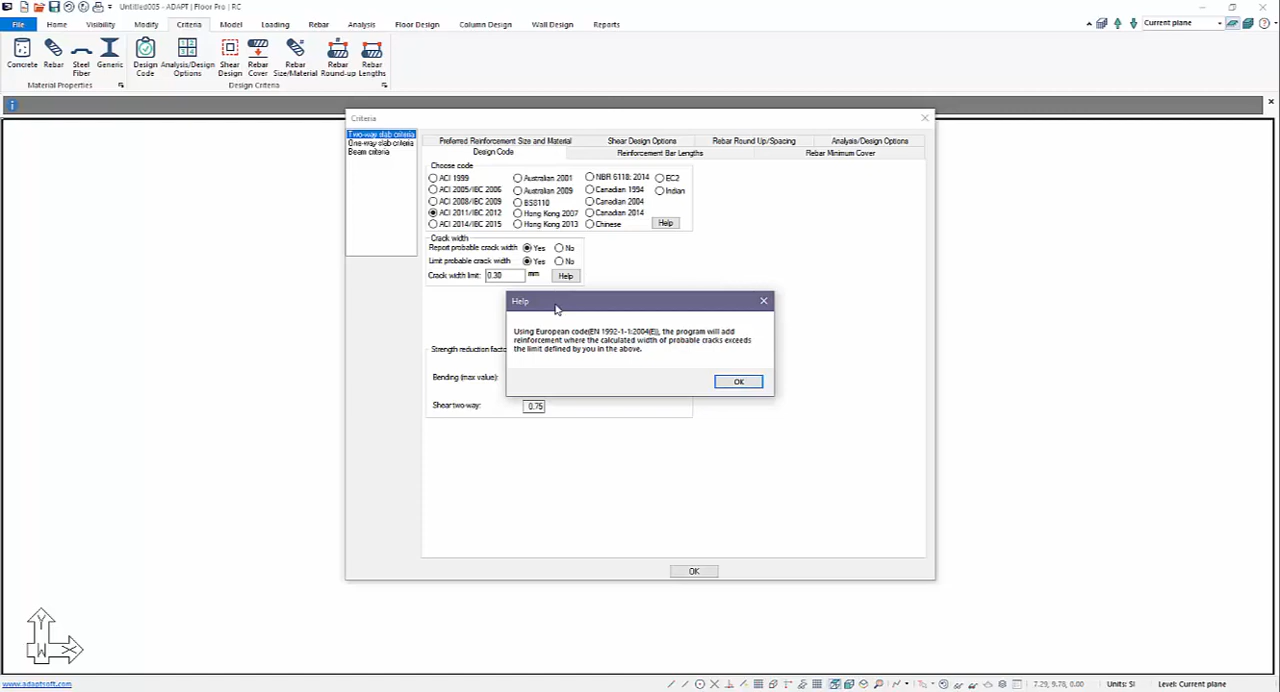 Untitled005 - ADAPT | Floor Pro | RC
File Home Visibility Modify Criteria Model Loading Rebar Analysis Floor Design Column Design Wall Design Reports
Current plane
Concrete Rebar Steel Fiber Generic Design Code Analysis/Design Options Shear Design Rebar Cover Rebar Size/Material Rebar Round-up Rebar Lengths
Material Properties Design Criteria
Criteria
Two-way slab criteria
One-way slab criteria
Beam criteria
Preferred Reinforcement Size and Material Shear Design Options Rebar Round Up/Spacing Analysis/Design Options
Design Code Reinforcement Bar Lengths Rebar Minimum Cover
Choose code
ACI 1999 Australian 2001 NBR 6118: 2014 EC2
ACI 2005/IBC 2006 Australian 2009 Canadian 1994 Indian
ACI 2008/IBC 2009 BS8110 Canadian 2004
ACI 2011/IBC 2012 Hong Kong 2007 Canadian 2014
ACI 2014/IBC 2015 Hong Kong 2013 Chinese Help
Crack width
Report probable crack width Yes No
Limit probable crack width Yes No
Crack width limit: 0.30 mm Help
Help
Using European code(EN 1992-1-1:2004(E)), the program will add
reinforcement where the calculated width of probable cracks exceeds
the limit defined by you in the above.
OK
Strength reduction
Bending (max value):
Shear two-way: 0.75
OK
Y
W X
www.adaptsoft.com
7.29, 9.78, 0.00 Units: SI Level: Current plane